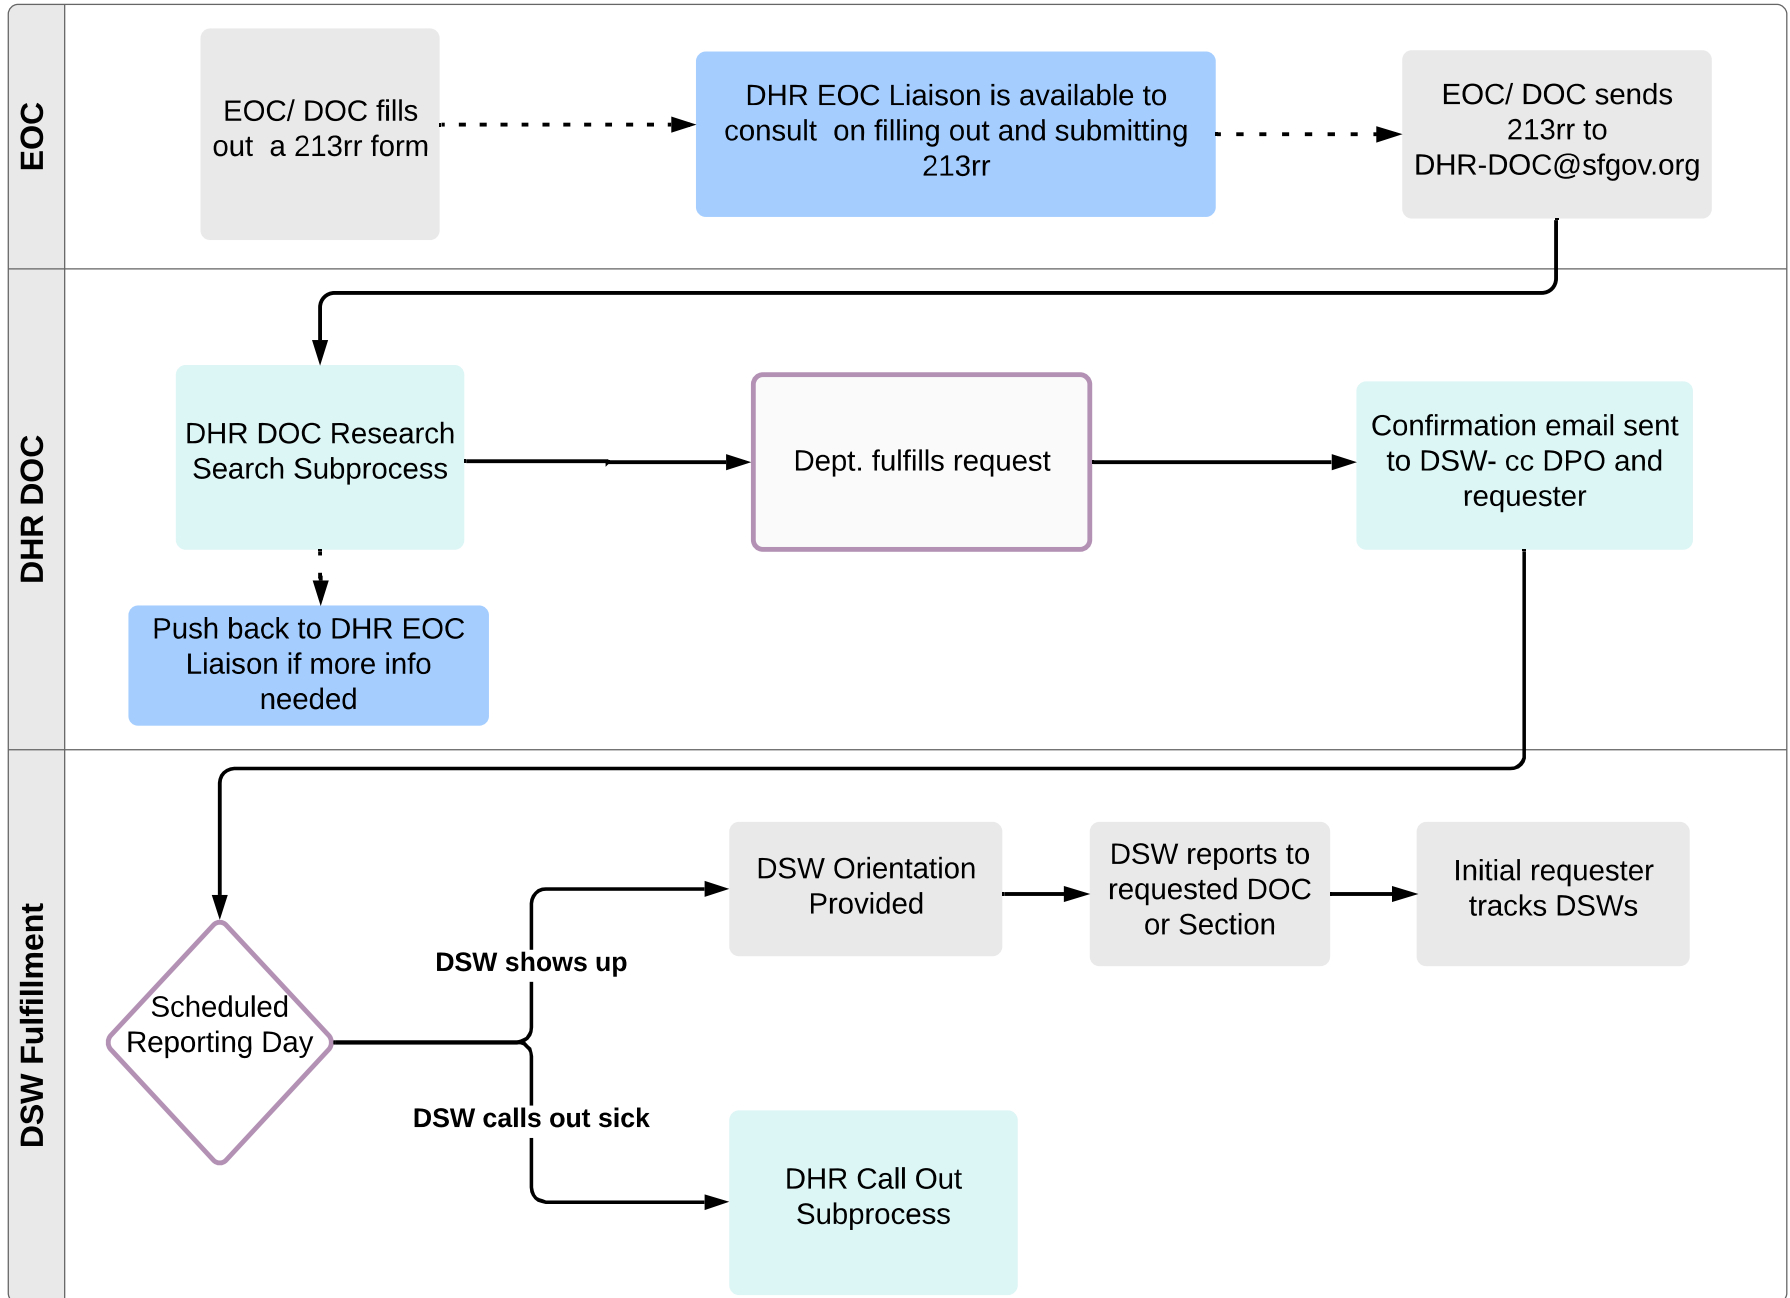 EOC
EOC/ DOC fills
out a 213rr form
DHR EOC Liaison is available to
consult on filling out and submitting
213rr
EOC/ DOC sends
213rr to
DHR-DOC@sfgov.org
DHR DOC
DHR DOC Research
Search Subprocess
Dept. fulfills request
Confirmation email sent
to DSW- cc DPO and
requester
Push back to DHR EOC
Liaison if more info
needed
DSW Fulfillment
Scheduled
Reporting Day
DSW shows up
DSW Orientation
Provided
DSW reports to
requested DOC
or Section
Initial requester
tracks DSWs
DSW calls out sick
DHR Call Out
Subprocess